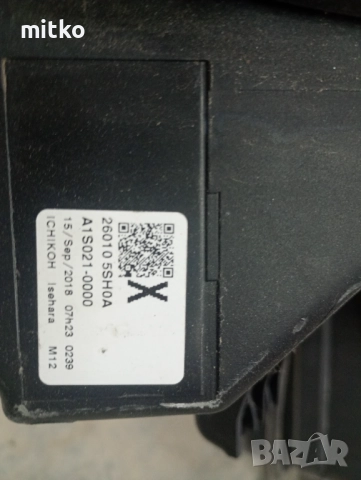 mitko
X
26010 5SH0A
A1S021-0000
15/Sep/2018 07h23 0239
ICHIKOH Isehara M12
BAZAR